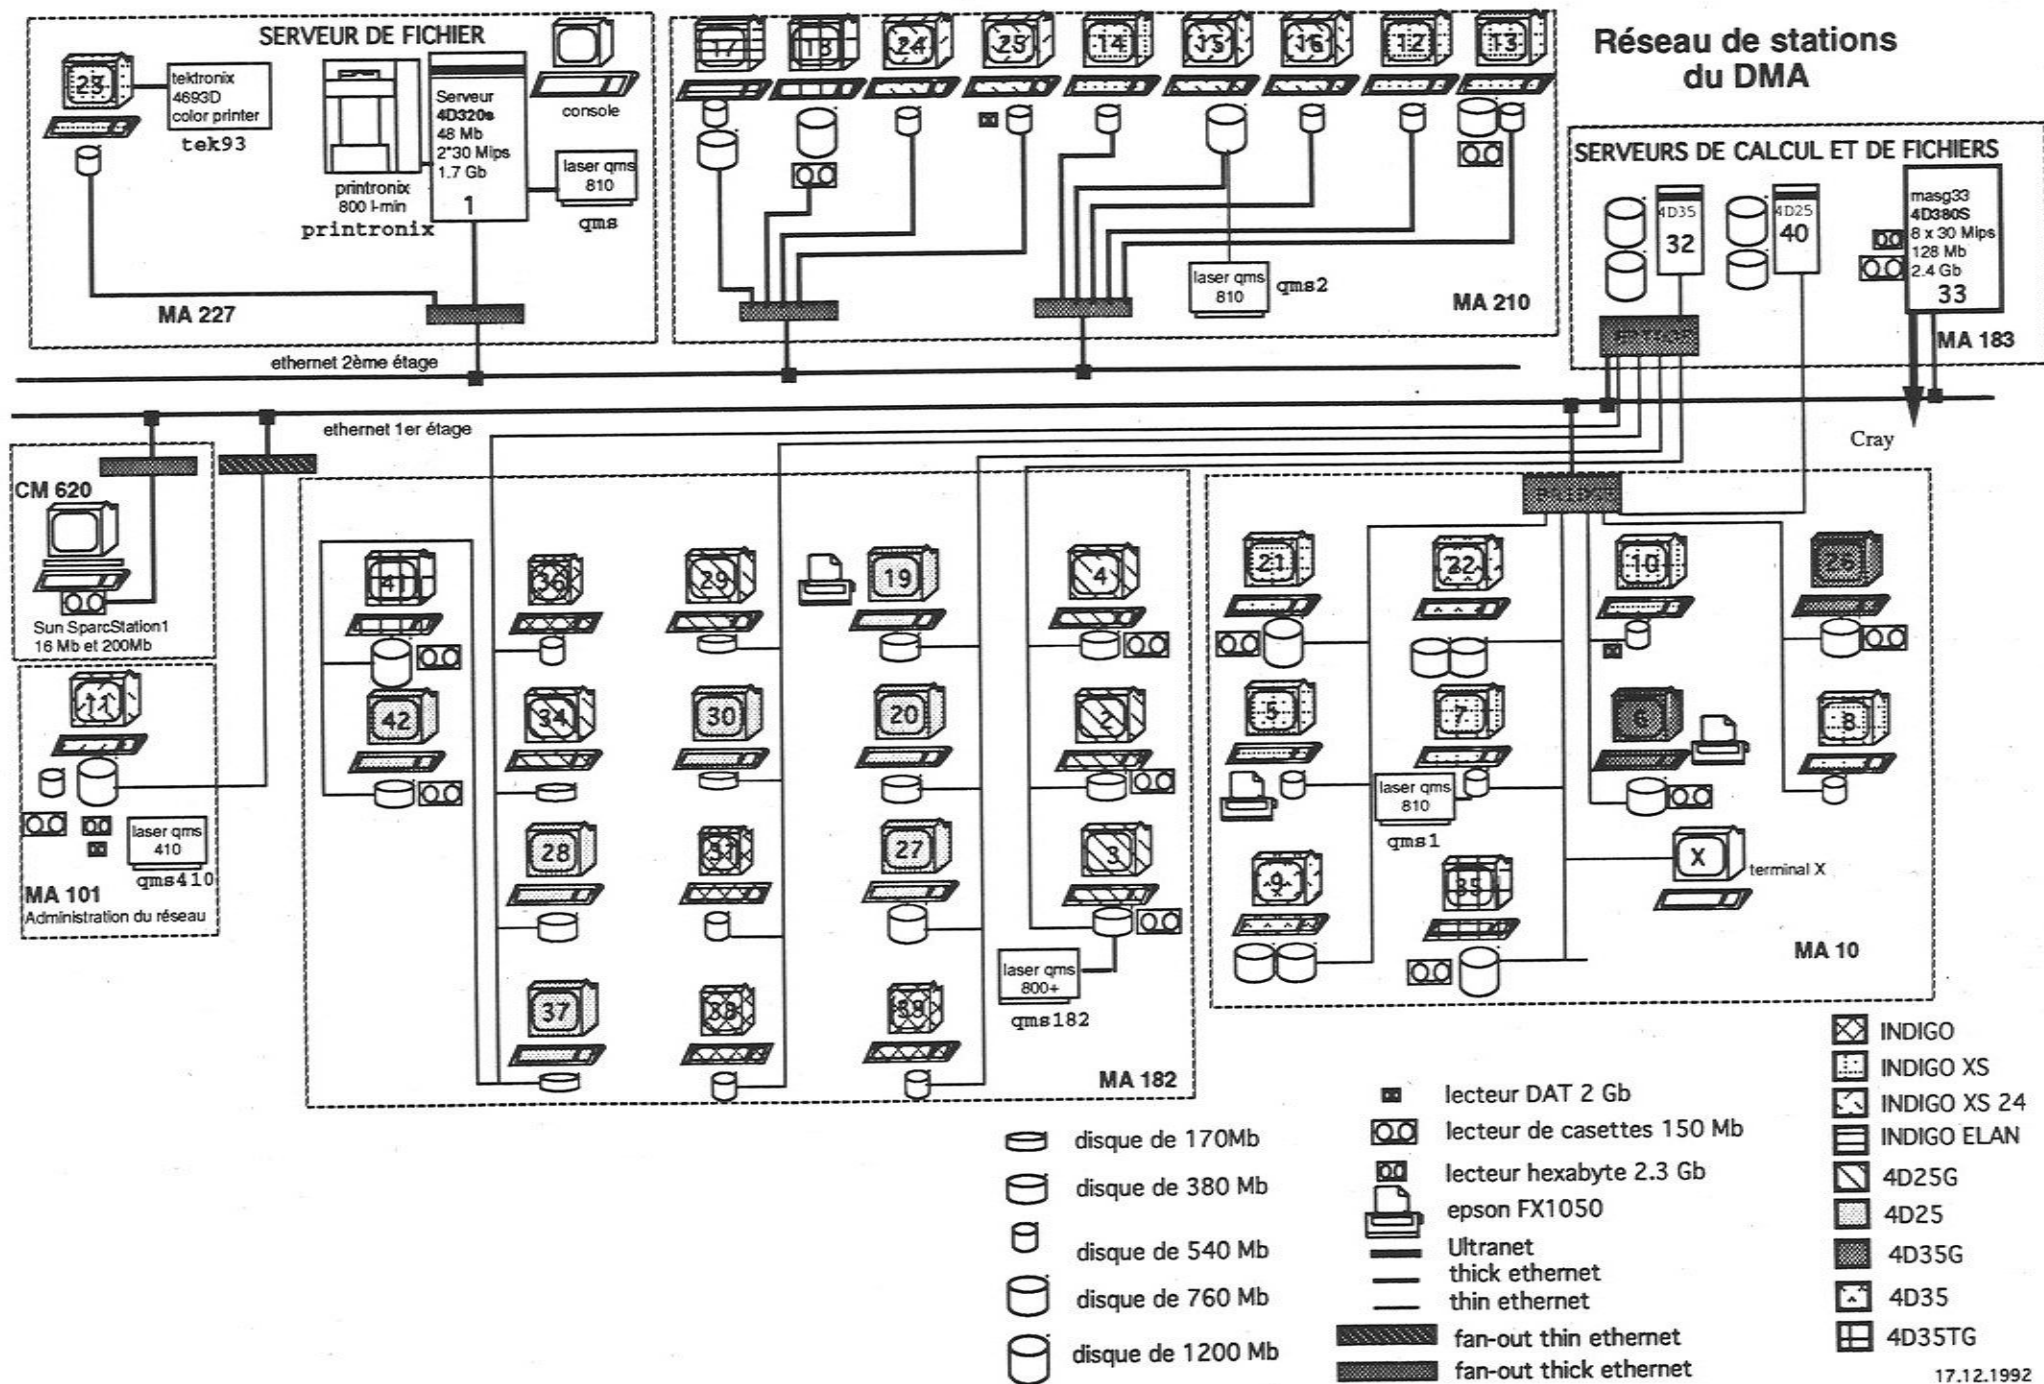 Réseau de stations
du DMA
SERVEUR DE FICHIER
23
tektronix
4693D
color printer
tek93
printronix
800 l-min
printronix
Serveur
4D320s
48 Mb
2*30 Mips
1.7 Gb
1
console
laser qms
810
qms
MA 227
17
18
24
25
14
15
16
12
13
laser qms
810
qms2
MA 210
SERVEURS DE CALCUL ET DE FICHIERS
4D35
32
4D25
40
masg33
4D380S
8 x 30 Mips
128 Mb
2.4 Gb
33
MA 183
ethernet 2ème étage
ethernet 1er étage
Cray
CM 620
Sun SparcStation1
16 Mb et 200Mb
11
laser qms
410
qms410
MA 101
Administration du réseau
41
36
29
19
4
42
34
30
20
2
28
31
27
3
laser qms
800+
qms182
37
38
39
MA 182
BRIDGE
21
22
10
26
5
7
6
8
laser qms
810
qms1
9
35
X
terminal X
MA 10
disque de 170Mb
disque de 380 Mb
disque de 540 Mb
disque de 760 Mb
disque de 1200 Mb
lecteur DAT 2 Gb
lecteur de casettes 150 Mb
lecteur hexabyte 2.3 Gb
epson FX1050
Ultranet
thick ethernet
thin ethernet
fan-out thin ethernet
fan-out thick ethernet
INDIGO
INDIGO XS
INDIGO XS 24
INDIGO ELAN
4D25G
4D25
4D35G
4D35
4D35TG
17.12.1992